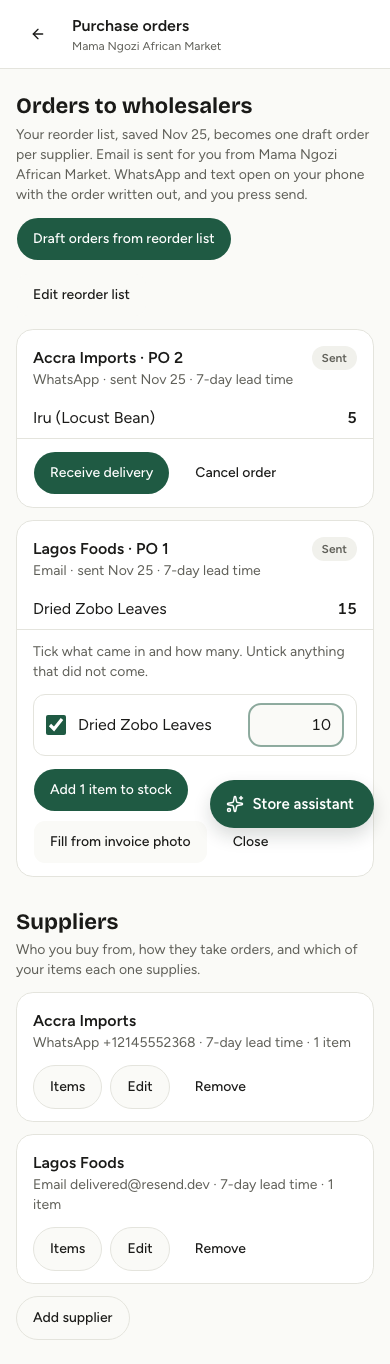 Purchase orders
Mama Ngozi African Market
Orders to wholesalers
Your reorder list, saved Nov 25, becomes one draft order
per supplier. Email is sent for you from Mama Ngozi
African Market. WhatsApp and text open on your phone
with the order written out, and you press send.
Draft orders from reorder list
Edit reorder list
Accra Imports · PO 2
Sent
WhatsApp · sent Nov 25 · 7-day lead time
Iru (Locust Bean) 5
Receive delivery Cancel order
Lagos Foods · PO 1
Sent
Email · sent Nov 25 · 7-day lead time
Dried Zobo Leaves 15
Tick what came in and how many. Untick anything
that did not come.
Dried Zobo Leaves 10
Add 1 item to stock
Store assistant
Fill from invoice photo Close
Suppliers
Who you buy from, how they take orders, and which of
your items each one supplies.
Accra Imports
WhatsApp +12145552368 · 7-day lead time · 1 item
Items Edit Remove
Lagos Foods
Email delivered@resend.dev · 7-day lead time · 1
item
Items Edit Remove
Add supplier